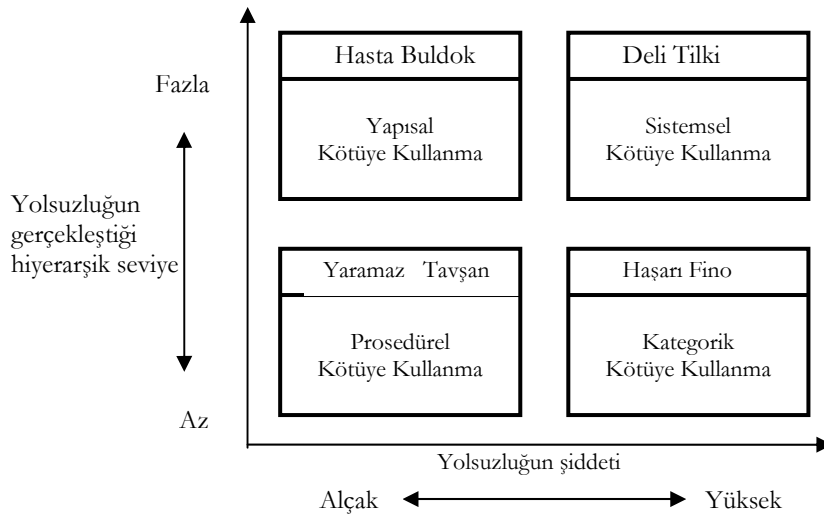 Hasta Buldok
Deli Tilki
Fazla
Yapısal
Kötüye Kullanma
Sistemsel
Kötüye Kullanma
Yolsuzluğun
gerçekleştiği
hiyerarşik seviye
Yaramaz Tavşan
Haşarı Fino
Prosedürel
Kötüye Kullanma
Kategorik
Kötüye Kullanma
Az
Yolsuzluğun şiddeti
Alçak
Yüksek